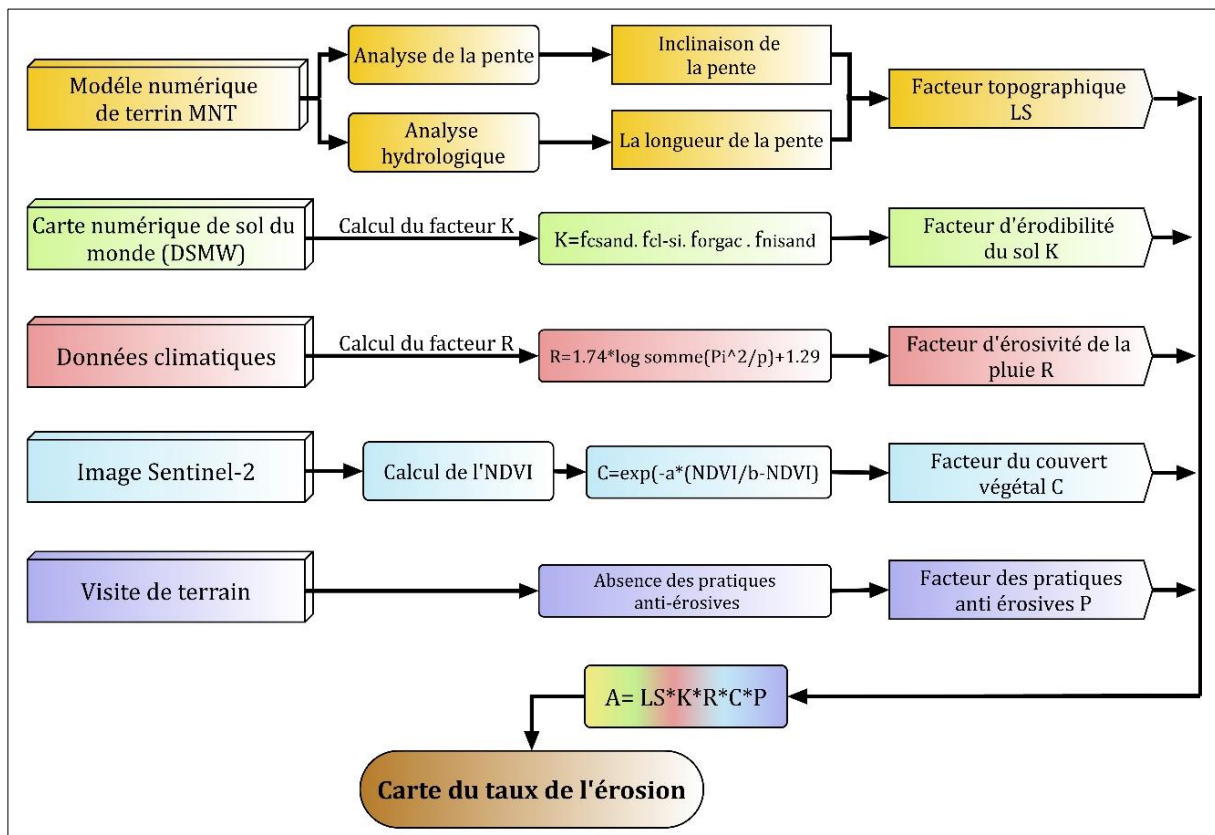 Analyse de la pente
Inclinaison de
la pente
Modéle numérique
de terrin MNT
Facteur topographique
LS
Analyse
hydrologique
La longueur de la pente
Carte numérique de sol du
monde (DSMW)
Calcul du facteur K
K=fcsand. fcl-si. forgac . fnisand
Facteur d'érodibilité
du sol K
Données climatiques
Calcul du facteur R
R=1.74*log somme(Pi^2/p)+1.29
Facteur d'érosivité de la
pluie R
Image Sentinel-2
Calcul de l'NDVI
C=exp(-a*(NDVI/b-NDVI)
Facteur du couvert
végétal C
Visite de terrain
Absence des pratiques
anti-érosives
Facteur des pratiques
anti érosives P
A= LS*K*R*C*P
Carte du taux de l'érosion